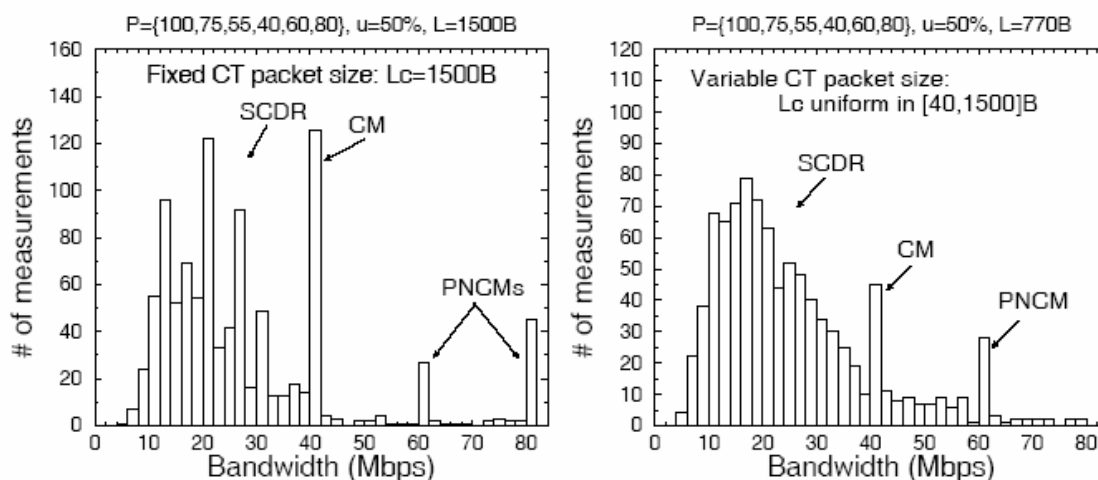 P={100,75,55,40,60,80}, u=50%, L=1500B
160
140
120
100
80
60
40
20
0
# of measurements
Fixed CT packet size: Lc=1500B
SCDR
CM
PNCMs
0 10 20 30 40 50 60 70 80
Bandwidth (Mbps)
P={100,75,55,40,60,80}, u=50%, L=770B
120
110
100
90
80
70
60
50
40
30
20
10
0
# of measurements
Variable CT packet size:
Lc uniform in [40,1500]B
SCDR
CM
PNCM
0 10 20 30 40 50 60 70 80
Bandwidth (Mbps)